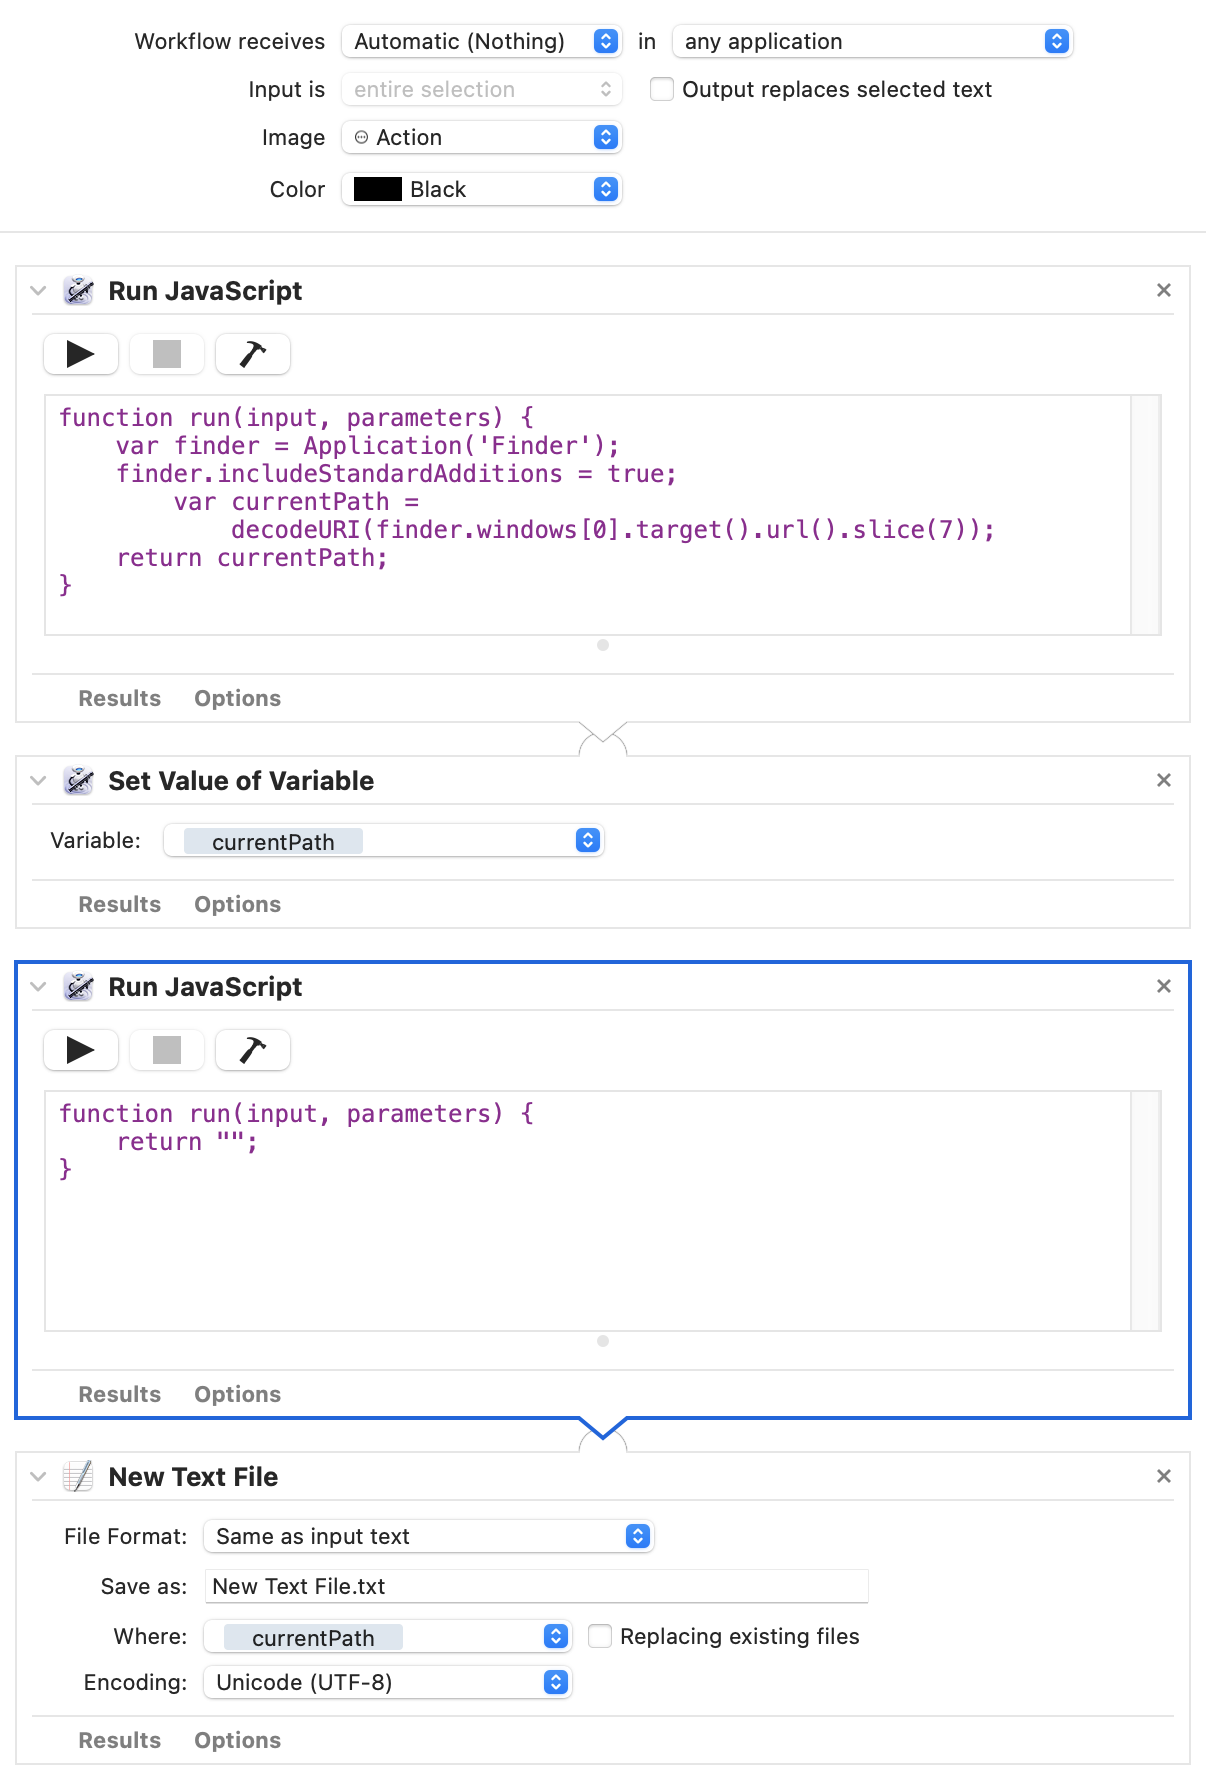 Workflow receives Automatic (Nothing) in any application
Input is entire selection Output replaces selected text
Image Action
Color Black
Run JavaScript
function run(input, parameters) {
    var finder = Application('Finder');
    finder.includeStandardAdditions = true;
        var currentPath =
            decodeURI(finder.windows[0].target().url().slice(7));
    return currentPath;
}
Results Options
Set Value of Variable
Variable: currentPath
Results Options
Run JavaScript
function run(input, parameters) {
    return "";
}
Results Options
New Text File
File Format: Same as input text
Save as: New Text File.txt
Where: currentPath Replacing existing files
Encoding: Unicode (UTF-8)
Results Options